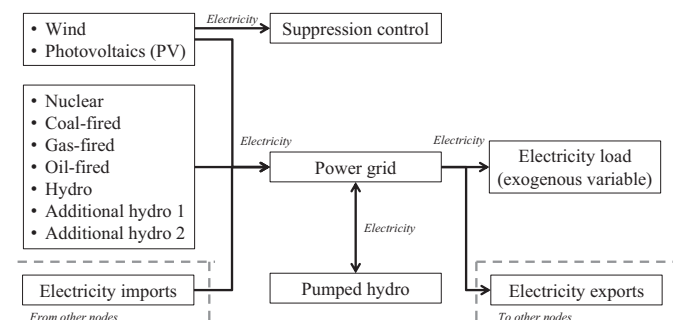 Electricity
• Wind
• Photovoltaics (PV)
Suppression control
• Nuclear
• Coal-fired
• Gas-fired
• Oil-fired
• Hydro
• Additional hydro 1
• Additional hydro 2
Electricity
Power grid
Electricity
Electricity load
(exogenous variable)
Electricity
Electricity imports
Pumped hydro
Electricity exports
From other nodes
To other nodes